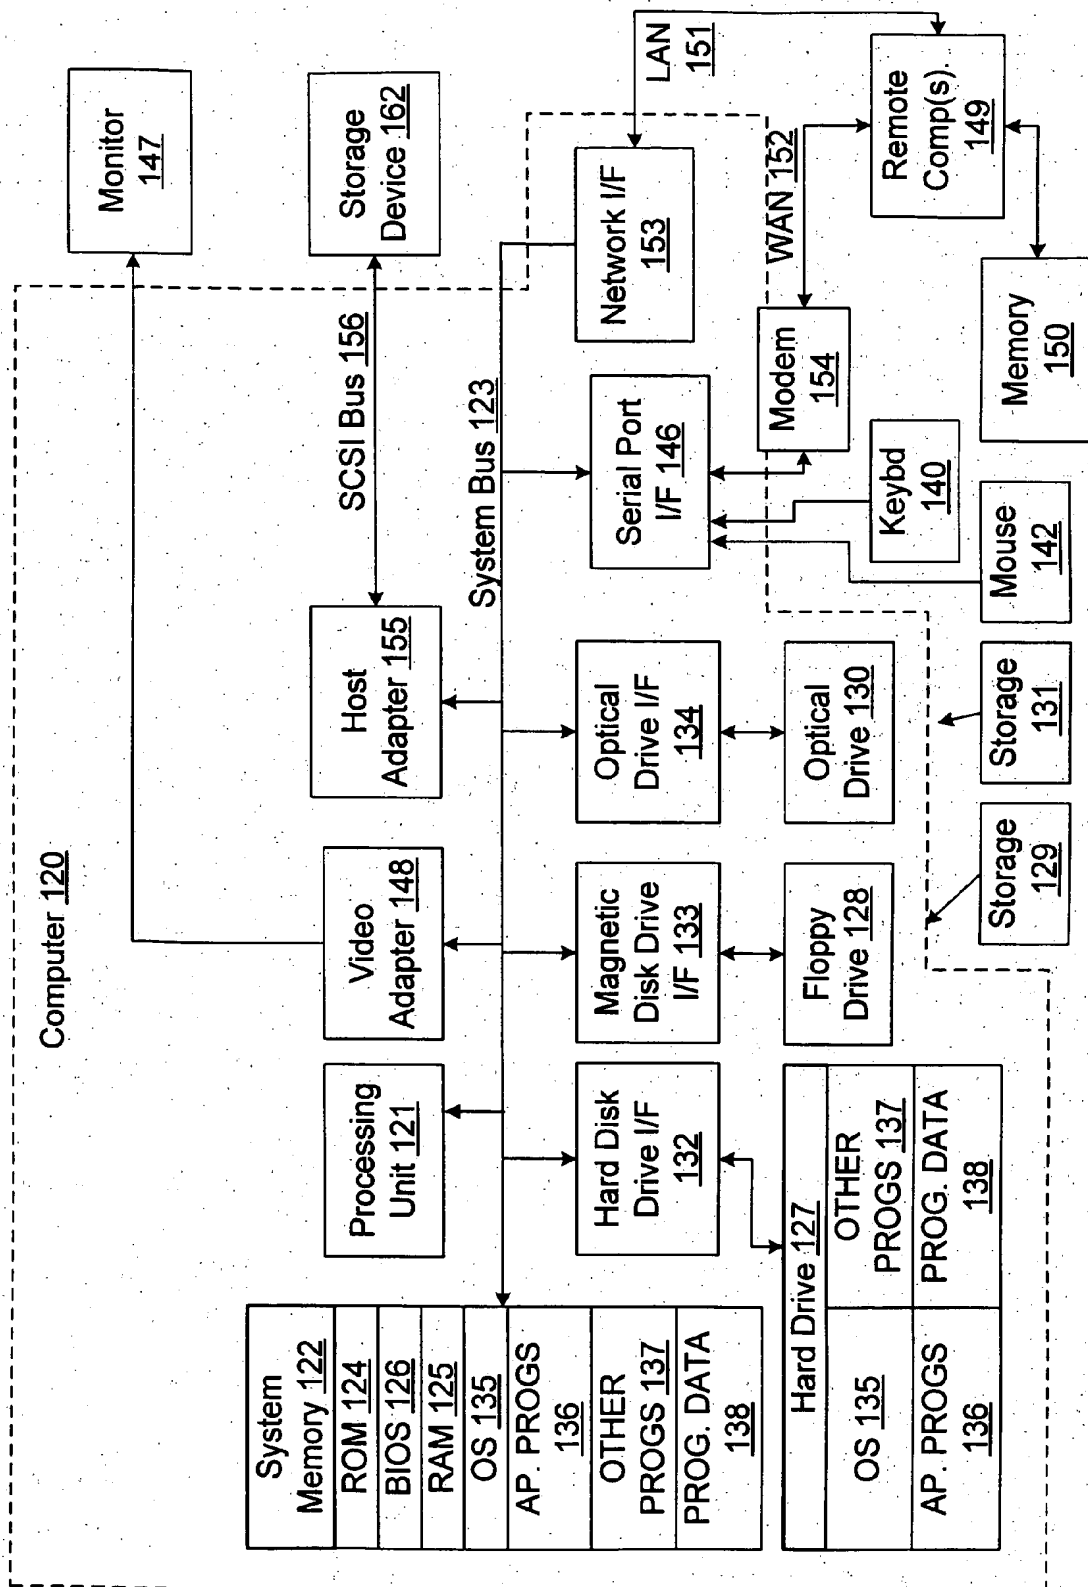 Computer 120
Monitor
147
System
Memory 122
ROM 124
BIOS 126
RAM 125
OS 135
AP. PROGS
136
OTHER
PROGS 137
PROG. DATA
138
Processing
Unit 121
Video
Adapter 148
Host
Adapter 155
SCSI Bus 156
Storage
Device 162
System Bus 123
Hard Disk
Drive I/F
132
Magnetic
Disk Drive
I/F 133
Optical
Drive I/F
134
Serial Port
I/F 146
Network I/F
153
LAN
151
Hard Drive 127
OS 135
OTHER
PROGS 137
AP. PROGS
136
PROG. DATA
138
Floppy
Drive 128
Optical
Drive 130
Modem
154
WAN 152
Keybd
140
Remote
Comp(s).
149
Storage
129
Storage
131
Mouse
142
Memory
150